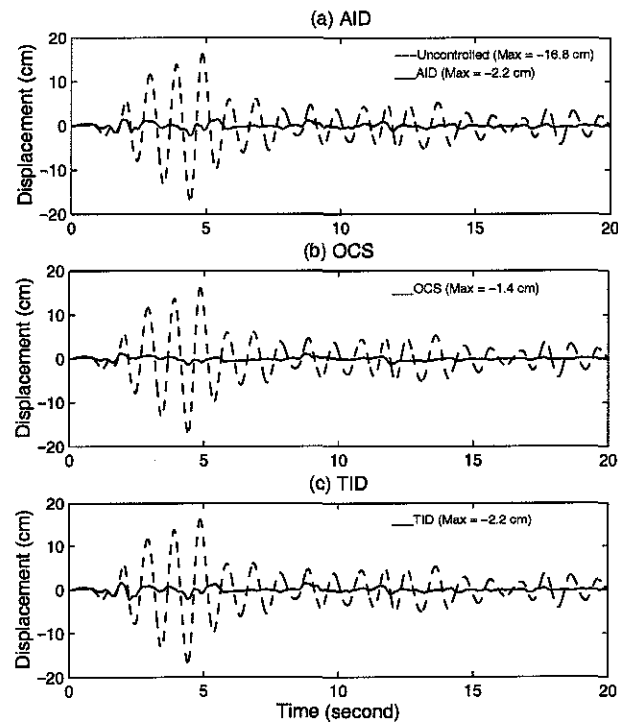 (a) AID
Displacement (cm)
20
10
0
-10
-20
Uncontrolled (Max = -16.8 cm)
AID (Max = -2.2 cm)
0
5
10
15
20
(b) OCS
Displacement (cm)
20
10
0
-10
-20
OCS (Max = -1.4 cm)
0
5
10
15
20
(c) TID
Displacement (cm)
20
10
0
-10
-20
TID (Max = -2.2 cm)
0
5
10
15
20
Time (second)